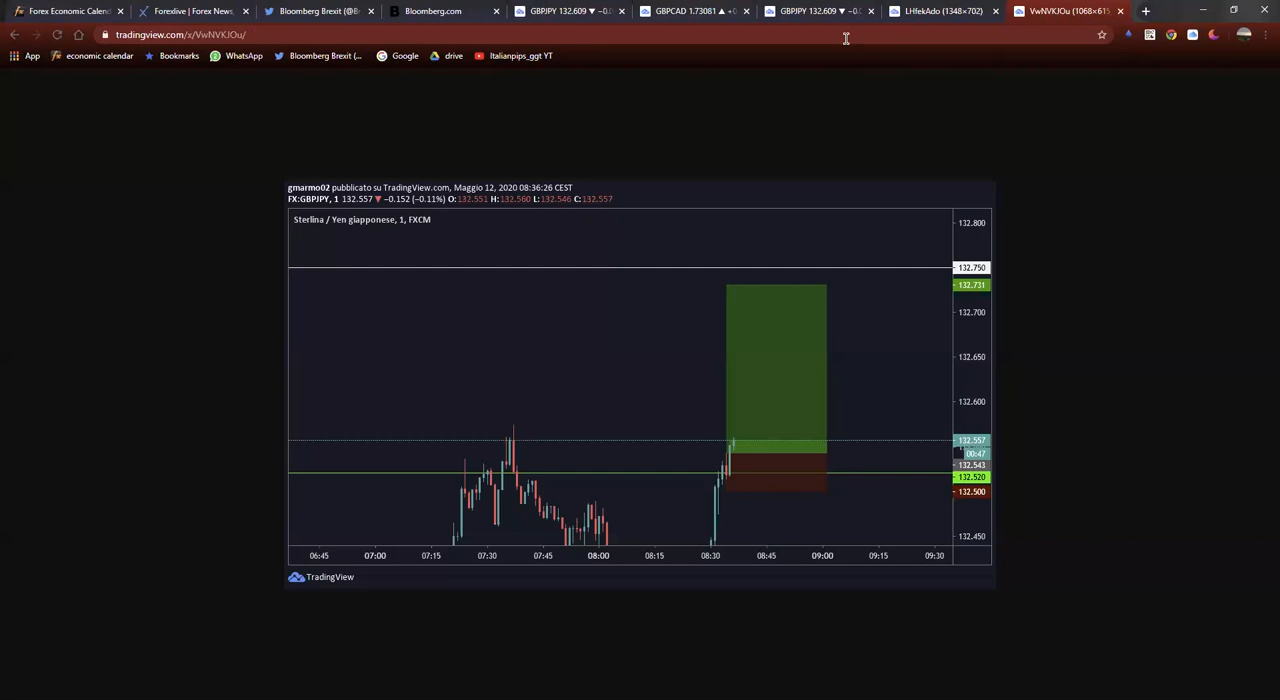 Forex Economic Calend
Forexlive | Forex News,
Bloomberg Brexit (@B
Bloomberg.com
GBPJPY 132.609 ▼ −0.
GBPCAD 1.73081 ▲ +0
GBPJPY 132.609 ▼ −0.
LHfekAdo (1348×702)
VwNVKJOu (1068×615
tradingview.com/x/VwNVKJOu/
App
economic calendar
Bookmarks
WhatsApp
Bloomberg Brexit (...
Google
drive
Italianpips_ggt YT
gmarmo02 pubblicato su TradingView.com, Maggio 12, 2020 08:36:26 CEST
FX:GBPJPY, 1 132.557 ▼ −0.152 (−0.11%) O:132.551 H:132.560 L:132.546 C:132.557
Sterlina / Yen giapponese, 1, FXCM
132.800
132.750
132.731
132.700
132.650
132.600
132.557
00:47
132.543
132.520
132.500
132.450
06:45 07:00 07:15 07:30 07:45 08:00 08:15 08:30 08:45 09:00 09:15 09:30
TradingView